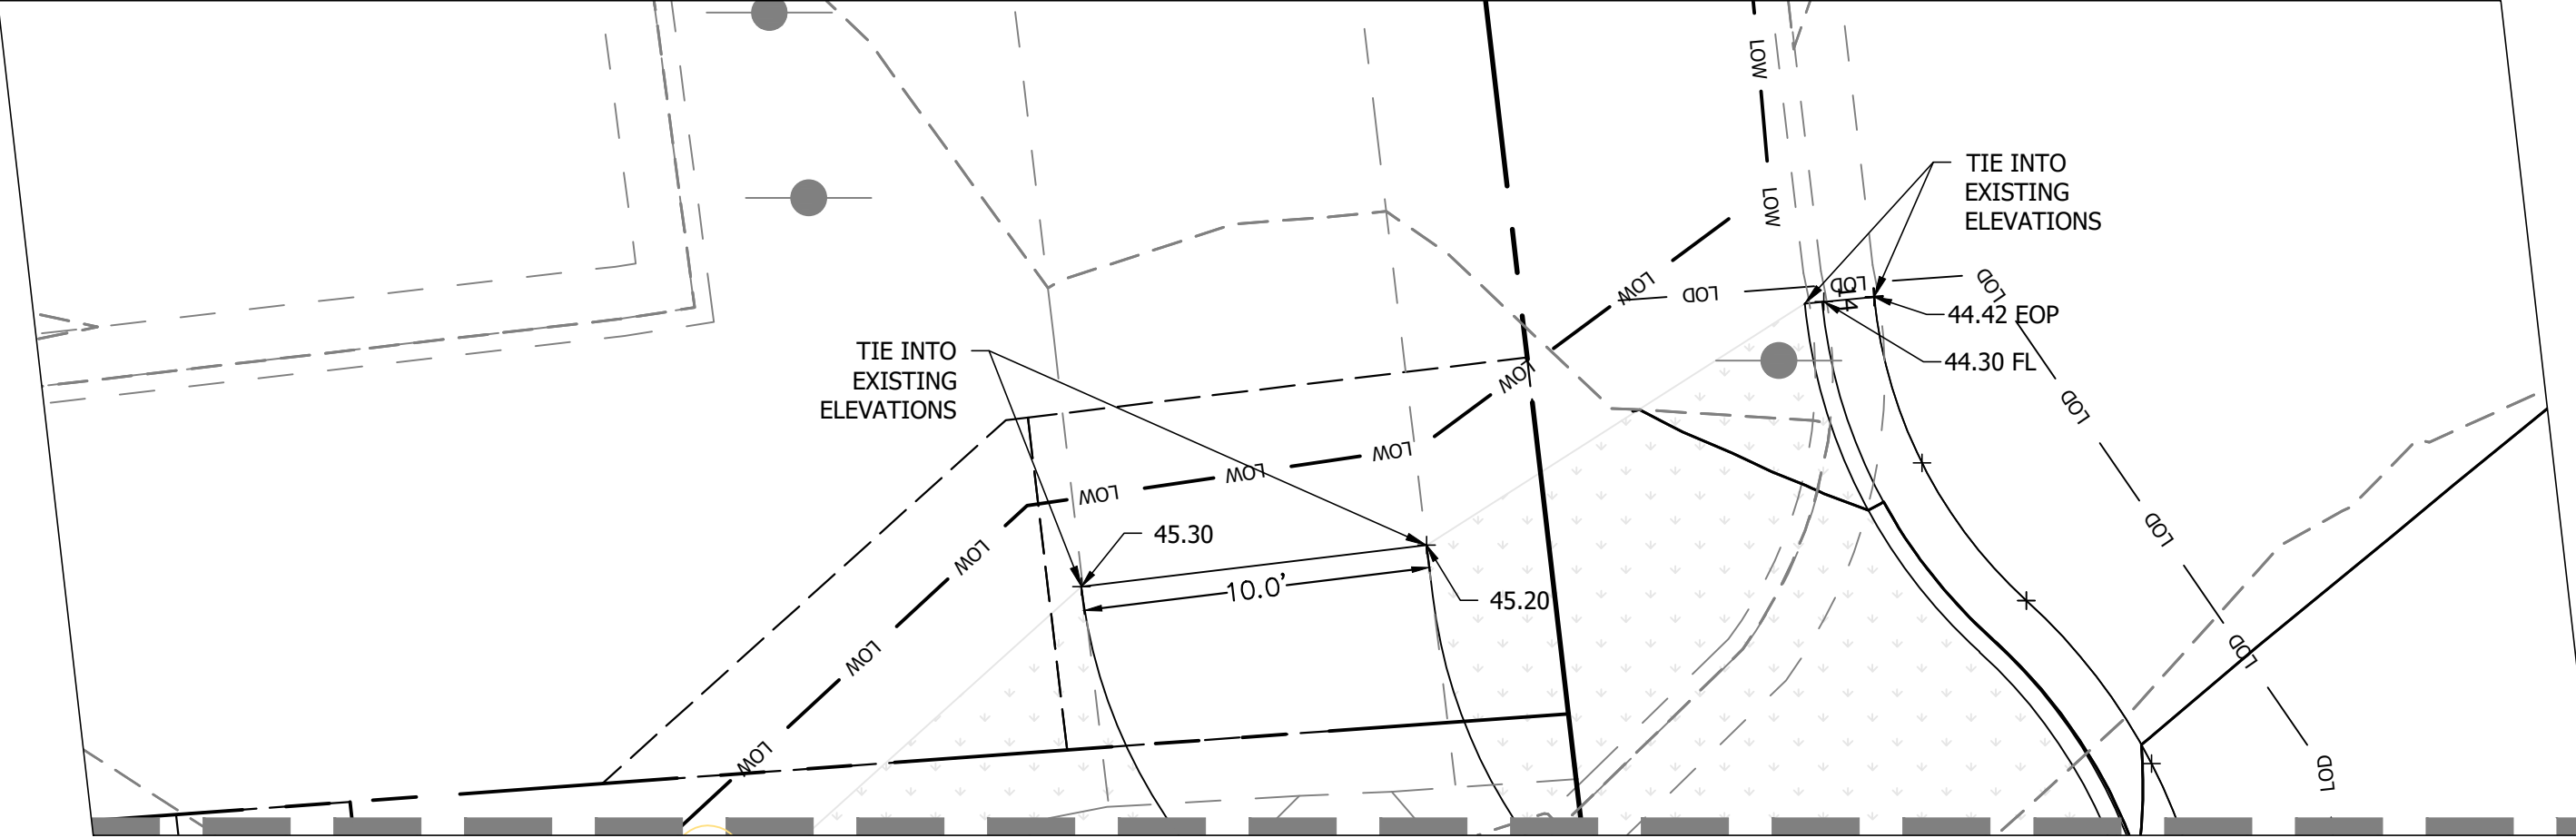 LOW
LOW
TIE INTO
EXISTING
ELEVATIONS
LOW
LOD
LOD
LOD
44.42 EOP
44.30 FL
TIE INTO
EXISTING
ELEVATIONS
LOW
LOD
LOW
LOW
LOW
45.30
LOD
LOW
10.0'
45.20
LOW
LOD
LOW
LOD